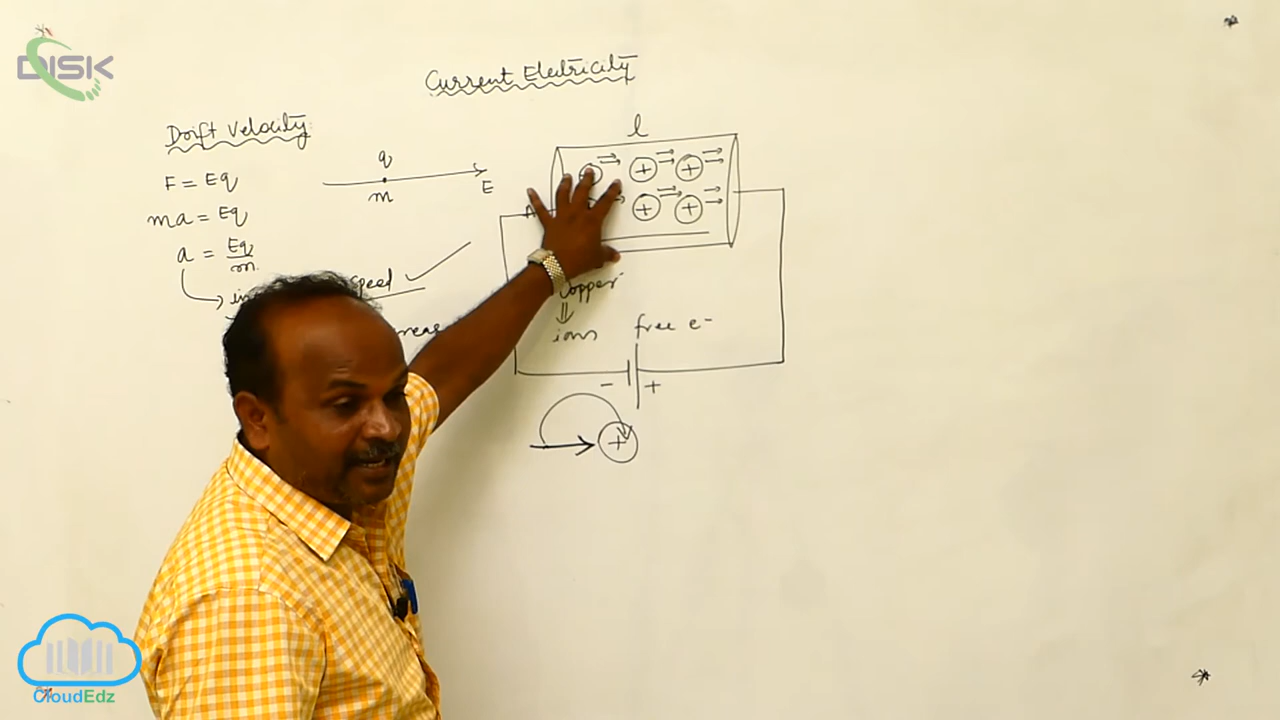 DISK
Current Electricity
Drift Velocity
F = Eq
ma = Eq
a = Eq/m
speed
q
m
E
l
A
+ +
+ +
Copper
⇓
ions free e-
- +
+
CloudEdz